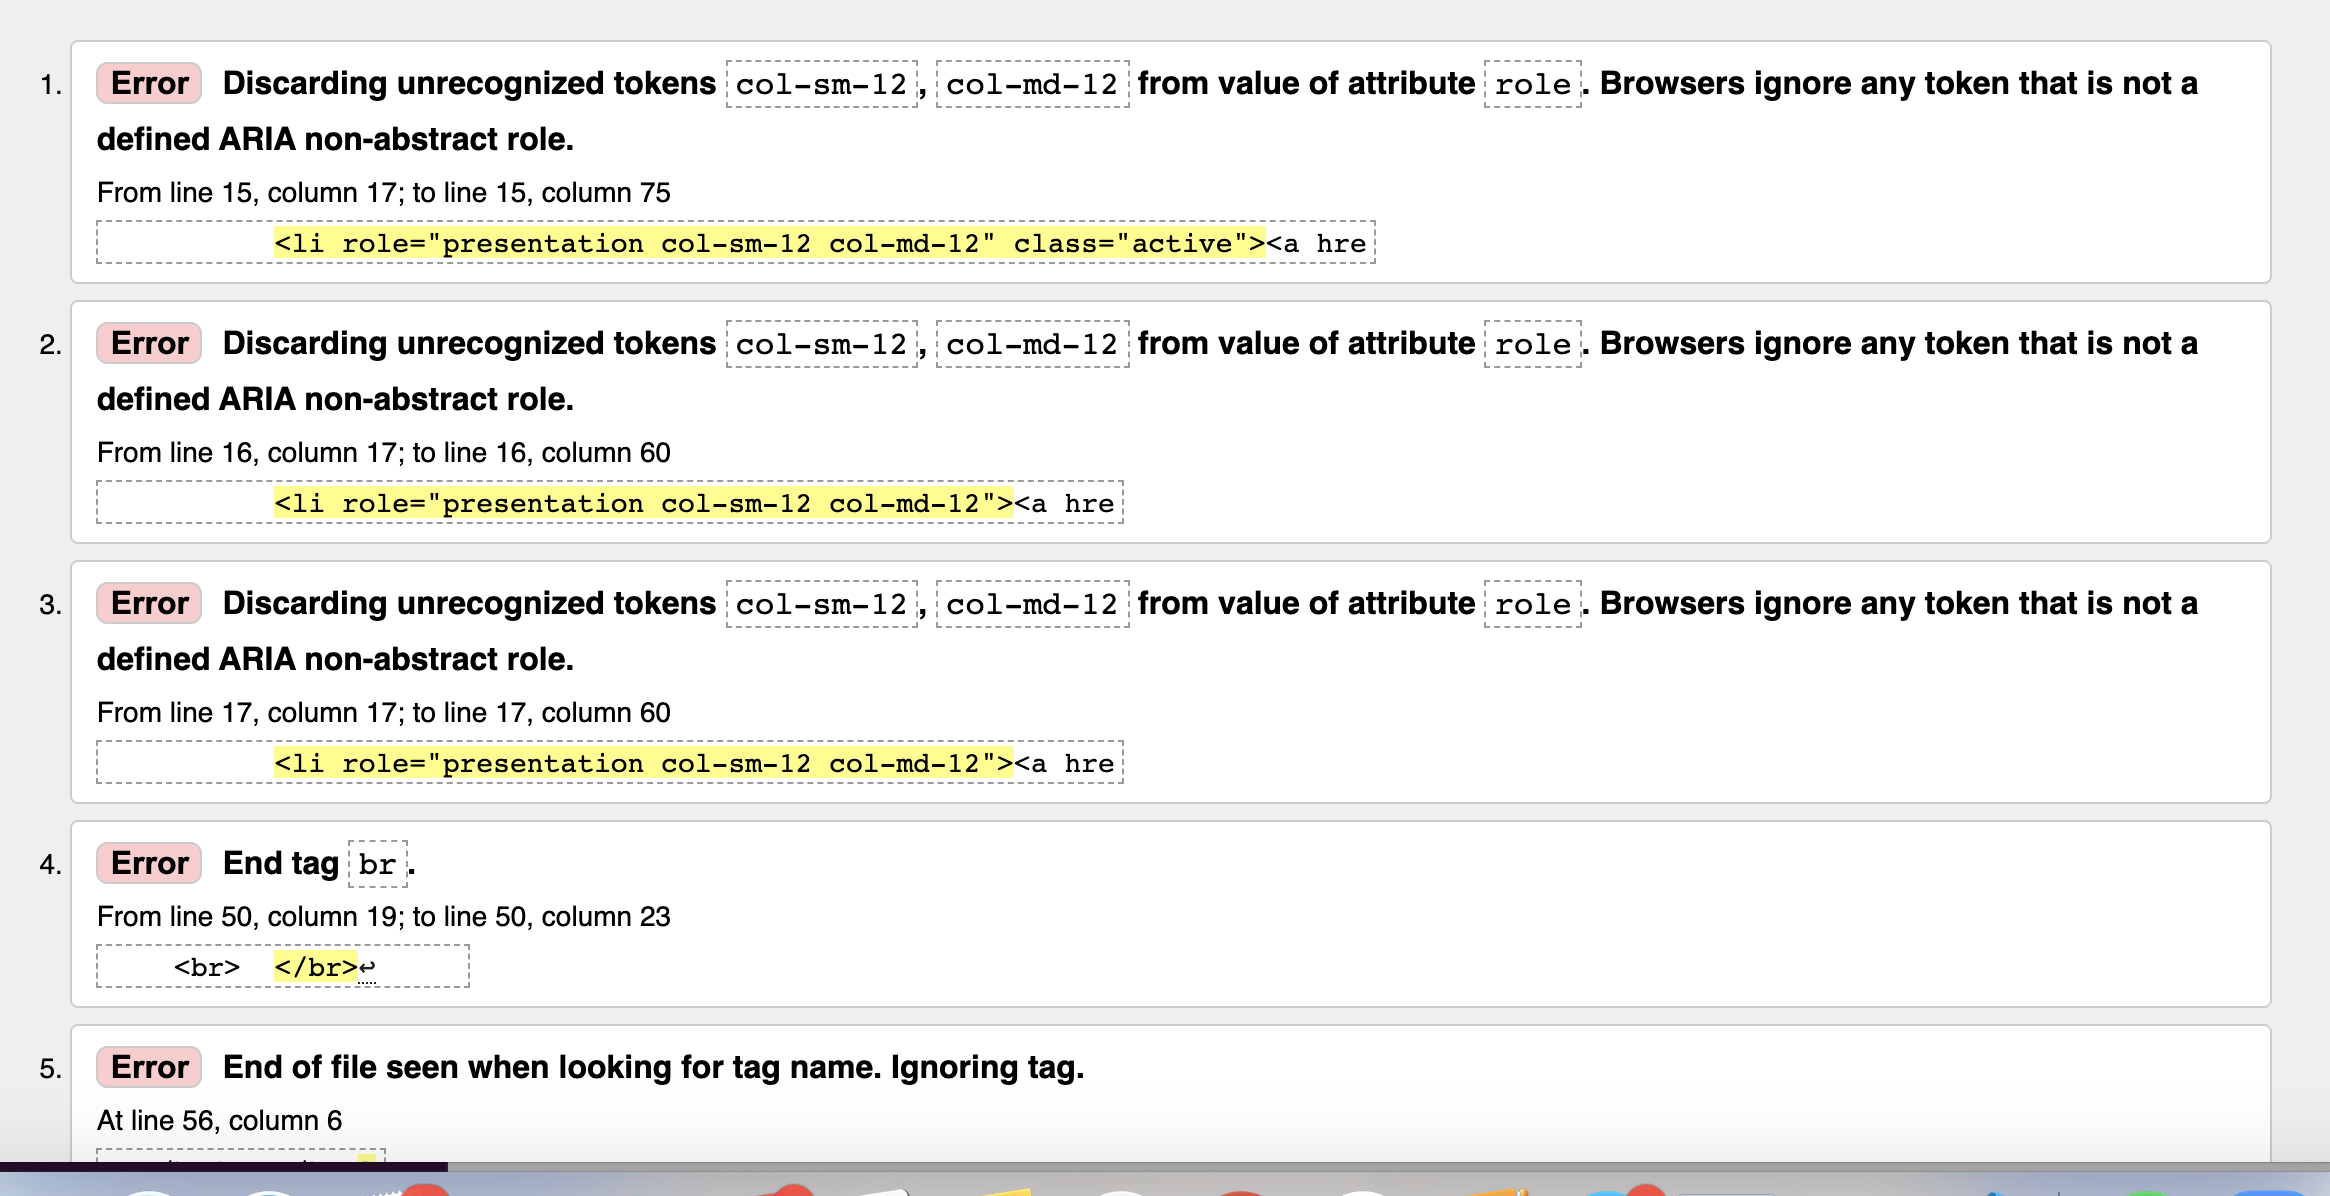 1. Error Discarding unrecognized tokens col-sm-12, col-md-12 from value of attribute role. Browsers ignore any token that is not a
defined ARIA non-abstract role.
From line 15, column 17; to line 15, column 75
<li role="presentation col-sm-12 col-md-12" class="active"><a hre
2. Error Discarding unrecognized tokens col-sm-12, col-md-12 from value of attribute role. Browsers ignore any token that is not a
defined ARIA non-abstract role.
From line 16, column 17; to line 16, column 60
<li role="presentation col-sm-12 col-md-12"><a hre
3. Error Discarding unrecognized tokens col-sm-12, col-md-12 from value of attribute role. Browsers ignore any token that is not a
defined ARIA non-abstract role.
From line 17, column 17; to line 17, column 60
<li role="presentation col-sm-12 col-md-12"><a hre
4. Error End tag br.
From line 50, column 19; to line 50, column 23
<br>  </br>↩
5. Error End of file seen when looking for tag name. Ignoring tag.
At line 56, column 6